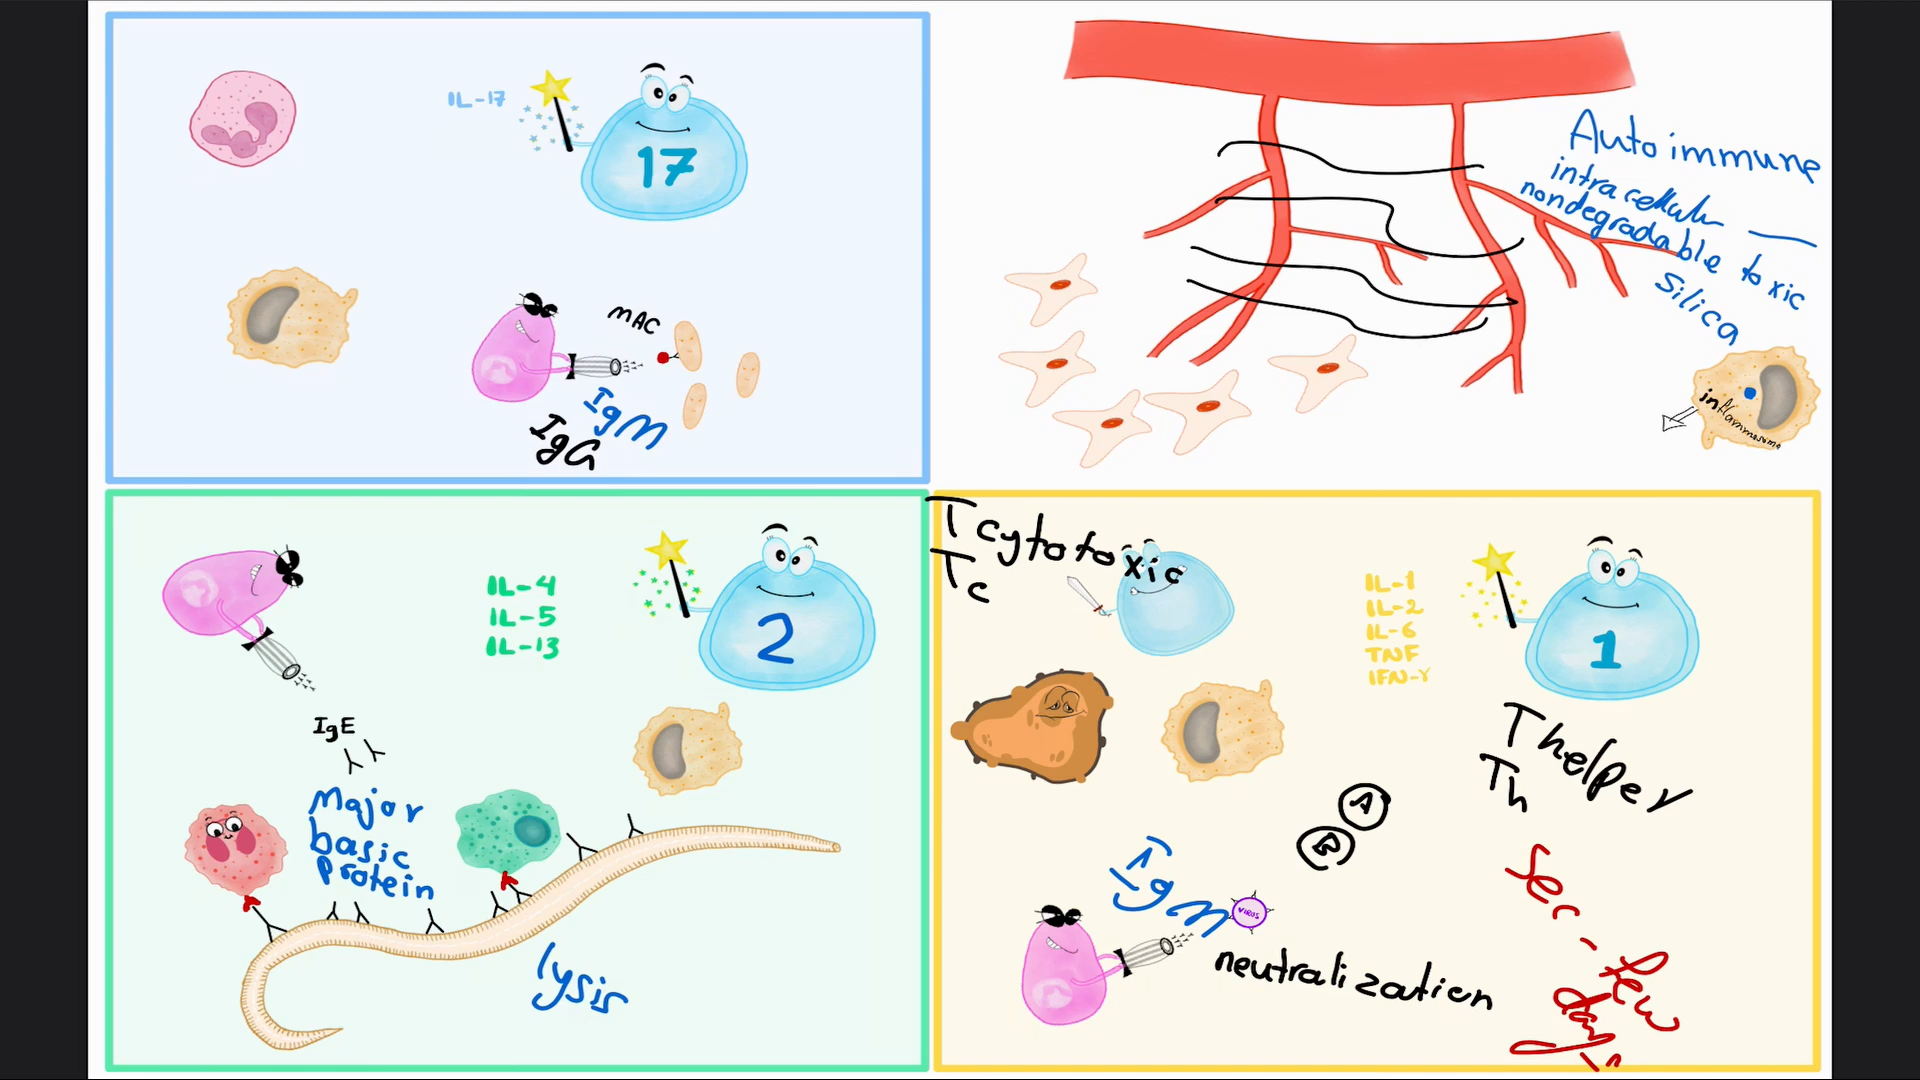 IL-17
17
MAC
IgM
IgG
Autoimmune
intracellular
nondegradable toxic
Silica
inflammasome
IL-4
IL-5
IL-13
2
IgE
Major
basic
protein
lysis
T cytotoxic
Tc
IL-1
IL-2
IL-6
TNF
IFN-γ
1
T helper
Th
A
B
IgM
VIRUS
neutralization
Sec - few
days